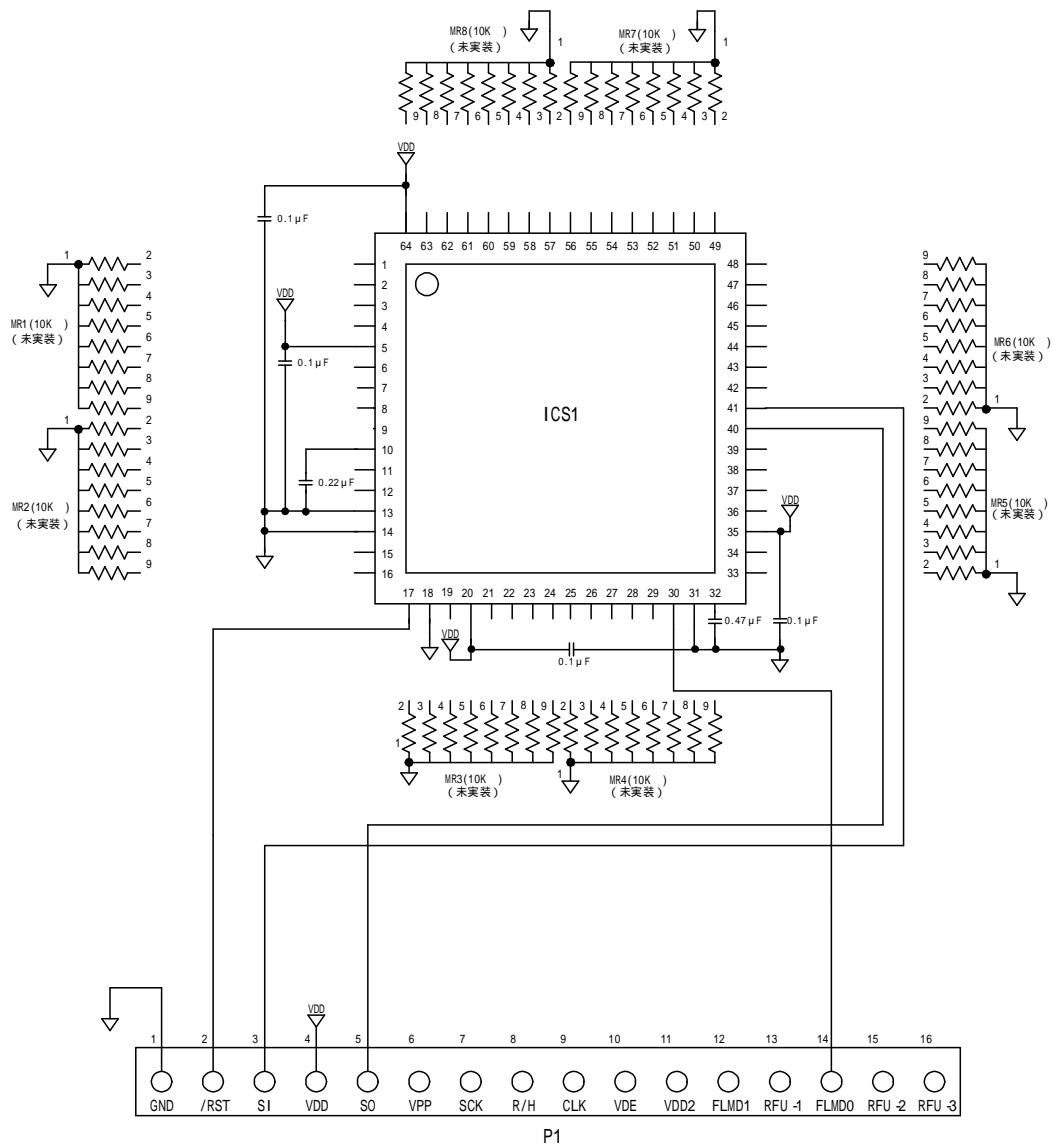 MR8(10K )
(未実装)
1
MR7(10K )
(未実装)
1
9 8 7 6 5 4 3 2 9 8 7 6 5 4 3 2
VDD
0.1μF
64 63 62 61 60 59 58 57 56 55 54 53 52 51 50 49
1
2
3
4
5
6
7
8
9
10
11
12
13
14
15
16
48
47
46
45
44
43
42
41
40
39
38
37
36
35
34
33
17 18 19 20 21 22 23 24 25 26 27 28 29 30 31 32
ICS1
VDD
0.1μF
0.22μF
1
2
3
4
5
6
7
8
9
MR1(10K )
(未実装)
1
2
3
4
5
6
7
8
9
MR2(10K )
(未実装)
9
8
7
6
5
4
3
2
1
MR6(10K )
(未実装)
9
8
7
6
5
4
3
2
1
MR5(10K )
(未実装)
VDD
VDD
0.47μF
0.1μF
0.1μF
2 3 4 5 6 7 8 9 2 3 4 5 6 7 8 9
1
MR3(10K )
(未実装)
1
MR4(10K )
(未実装)
VDD
1 2 3 4 5 6 7 8 9 10 11 12 13 14 15 16
GND /RST SI VDD SO VPP SCK R/H CLK VDE VDD2 FLMD1 RFU-1 FLMD0 RFU-2 RFU-3
P1